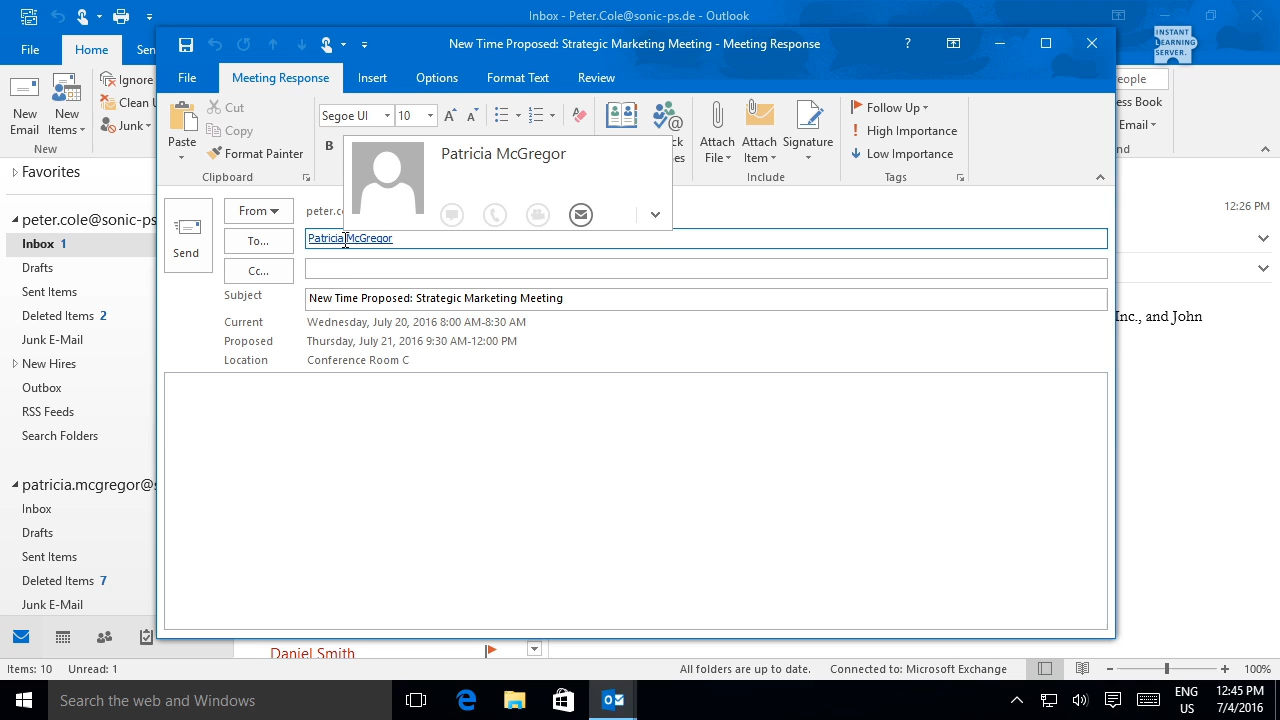 Inbox - Peter.Cole@sonic-ps.de - Outlook
File
Home
Sen
INSTANT
LEARNING
SERVER.
New Time Proposed: Strategic Marketing Meeting - Meeting Response
?
File
Meeting Response
Insert
Options
Format Text
Review
New
Email
New
Items
Ignore
Clean U
Junk
New
Paste
Cut
Copy
Format Painter
Clipboard
Segoe UI
10
B
Attach
File
Attach
Item
Signature
Include
Follow Up
High Importance
Low Importance
Tags
eople
ess Book
Email
nd
Patricia McGregor
Favorites
peter.cole@sonic-ps
Inbox 1
Drafts
Sent Items
Deleted Items 2
Junk E-Mail
New Hires
Outbox
RSS Feeds
Search Folders
patricia.mcgregor@s
Inbox
Drafts
Sent Items
Deleted Items 7
Junk E-Mail
Send
From
peter.c
To...
Patricia McGregor
Cc...
Subject
New Time Proposed: Strategic Marketing Meeting
Current
Wednesday, July 20, 2016 8:00 AM-8:30 AM
Proposed
Thursday, July 21, 2016 9:30 AM-12:00 PM
Location
Conference Room C
12:26 PM
Inc., and John
Daniel Smith
Items: 10
Unread: 1
All folders are up to date.
Connected to: Microsoft Exchange
100%
Search the web and Windows
ENG
US
12:45 PM
7/4/2016